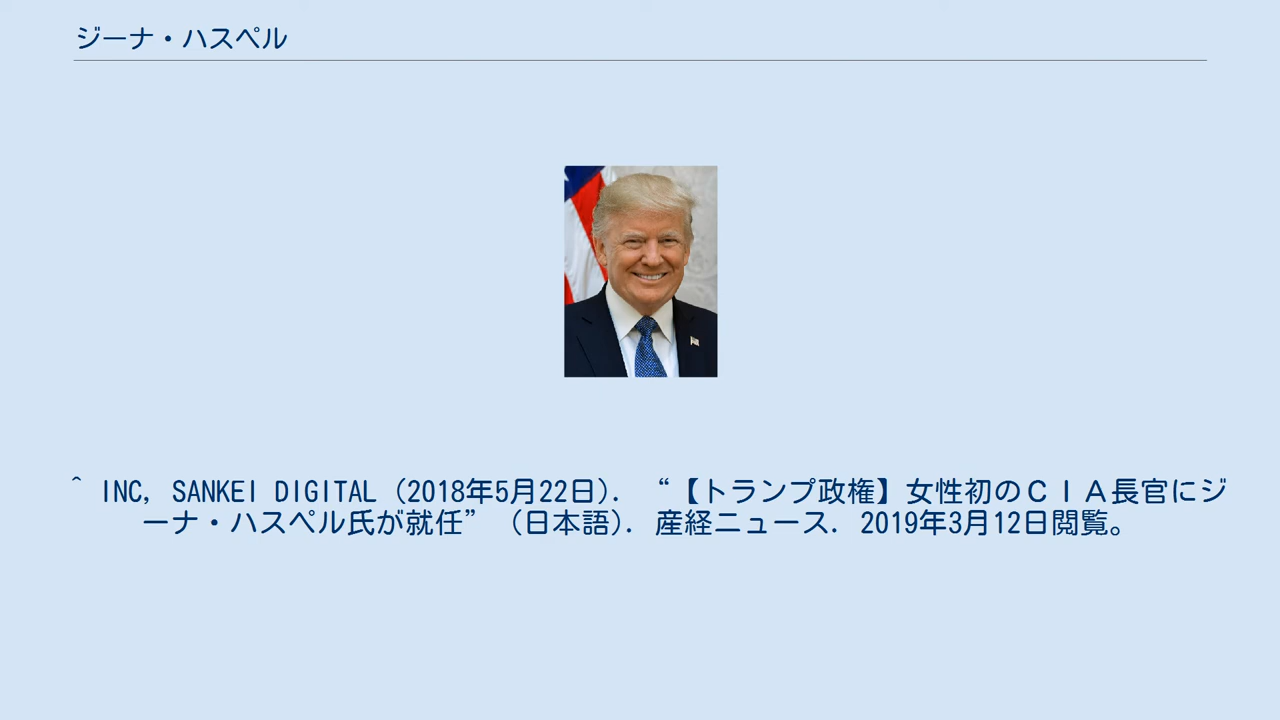 ジーナ・ハスペル
^ INC, SANKEI DIGITAL (2018年5月22日). “【トランプ政権】女性初のＣＩＡ長官にジ
ーナ・ハスペル氏が就任” (日本語). 産経ニュース. 2019年3月12日閲覧。